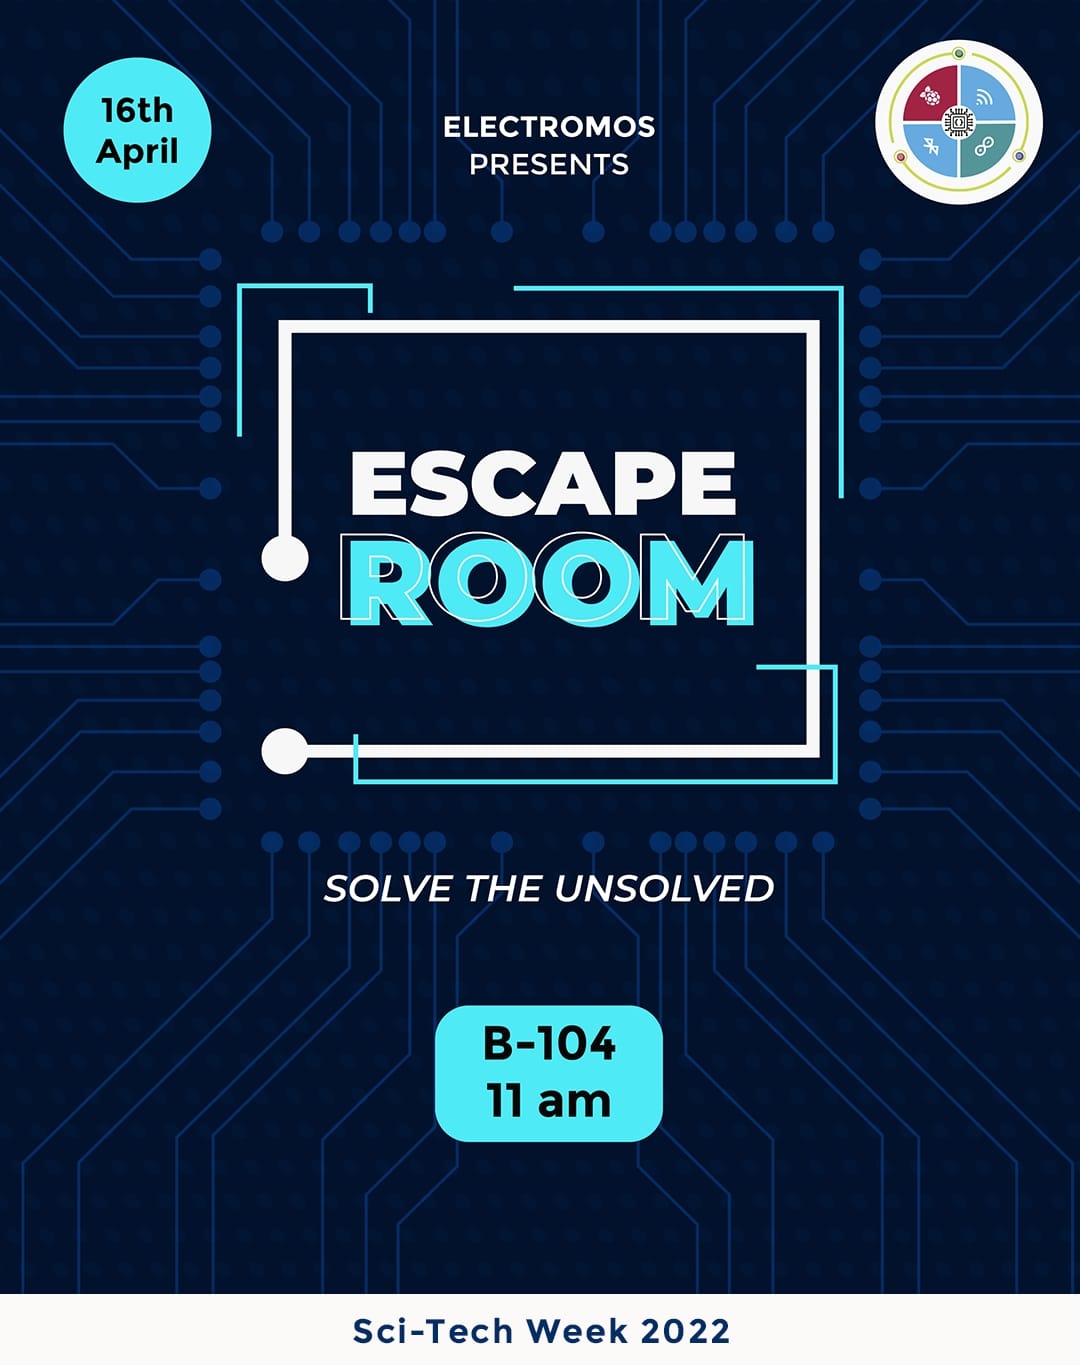 16th
April
ELECTROMOS
PRESENTS
ESCAPE
ROOM
SOLVE THE UNSOLVED
B-104
11 am
Sci-Tech Week 2022